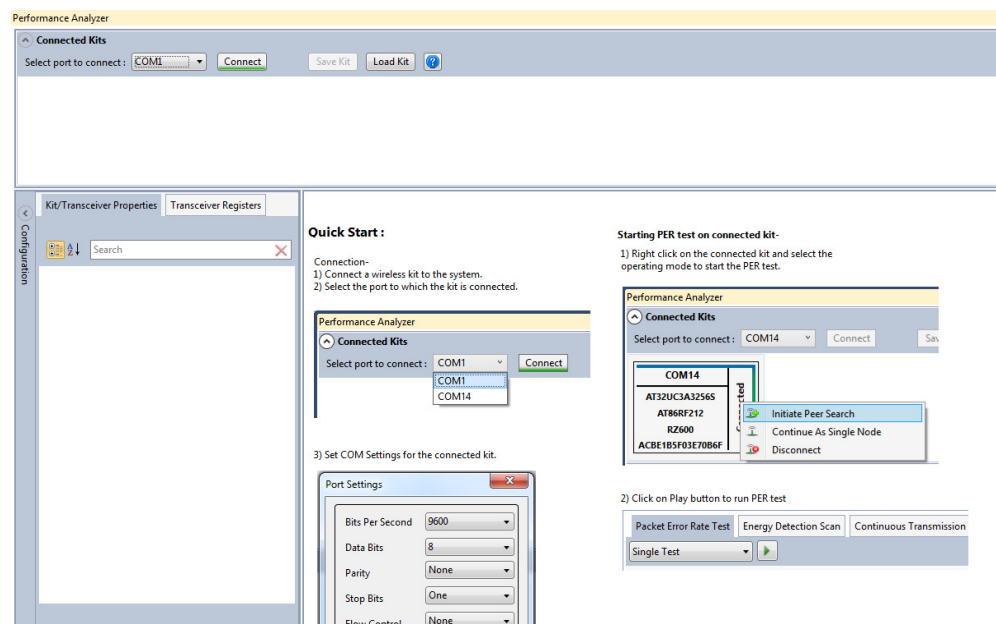 Performance Analyzer
Connected Kits
Select port to connect : COM1 Connect Save Kit Load Kit ?
Configuration
Kit/Transceiver Properties Transceiver Registers
Search
Quick Start :
Connection-
1) Connect a wireless kit to the system.
2) Select the port to which the kit is connected.
Performance Analyzer
Connected Kits
Select port to connect : COM1 Connect
COM1
COM14
3) Set COM Settings for the connected kit.
Port Settings
Bits Per Second 9600
Data Bits 8
Parity None
Stop Bits One
Flow Control None
Starting PER test on connected kit-
1) Right click on the connected kit and select the
operating mode to start the PER test.
Performance Analyzer
Connected Kits
Select port to connect : COM14 Connect Sav
COM14
AT32UC3A3256S
AT86RF212
RZ600
ACBE1B5F03E70B6F
Initiate Peer Search
Continue As Single Node
Disconnect
2) Click on Play button to run PER test
Packet Error Rate Test Energy Detection Scan Continuous Transmission
Single Test